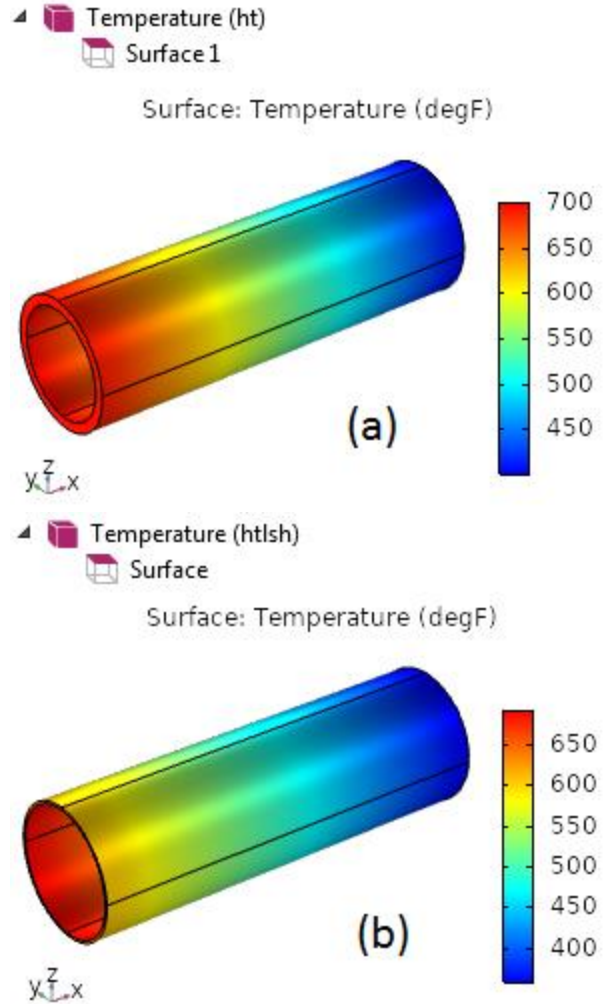 Temperature (ht)
Surface 1
Surface: Temperature (degF)
700
650
600
550
500
450
(a)
y z x
Temperature (htlsh)
Surface
Surface: Temperature (degF)
650
600
550
500
450
400
(b)
y z x